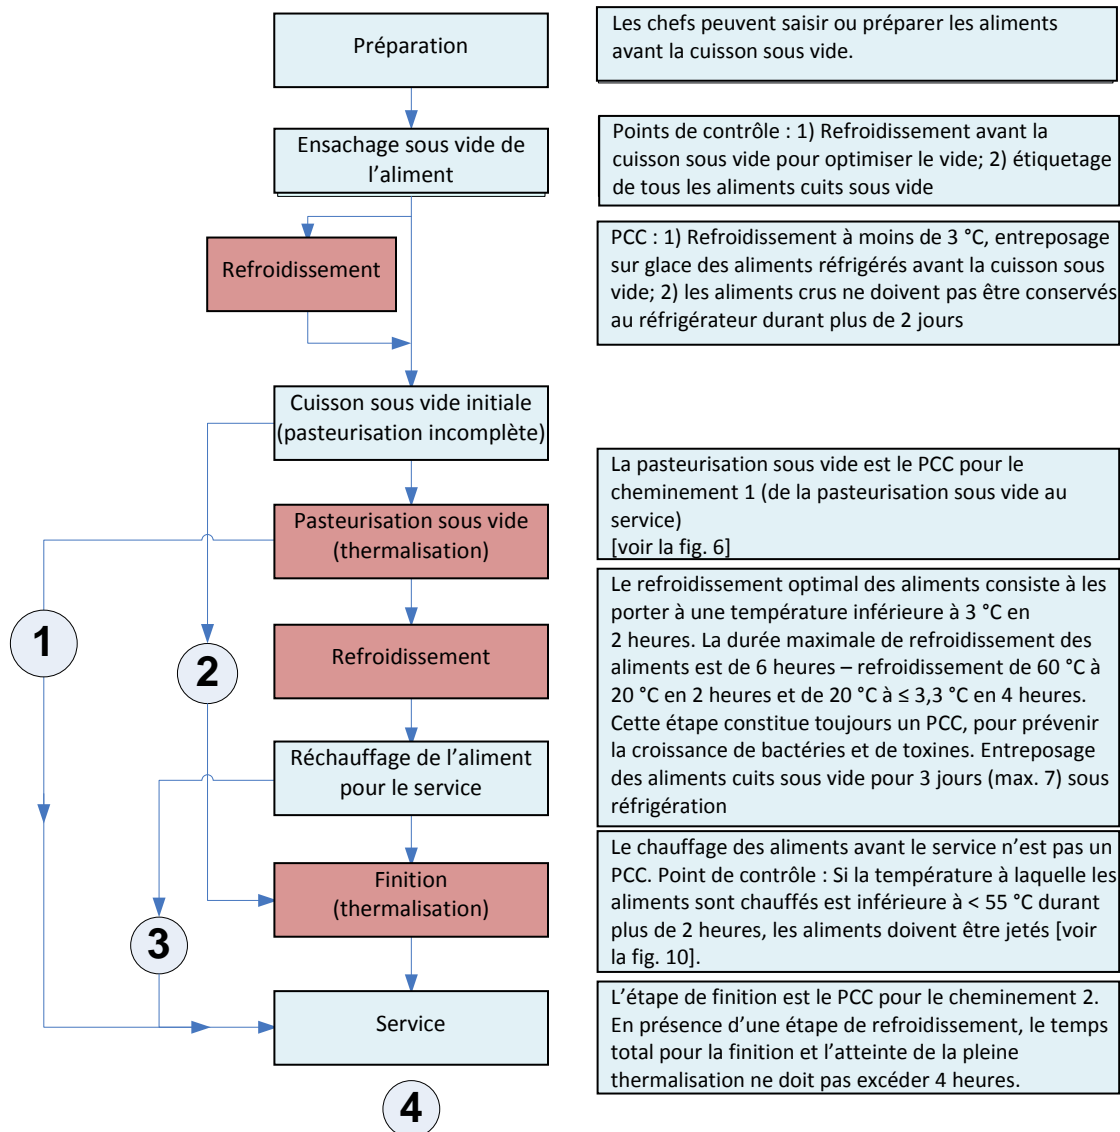 Préparation
Les chefs peuvent saisir ou préparer les aliments
avant la cuisson sous vide.
Ensachage sous vide de
l’aliment
Points de contrôle : 1) Refroidissement avant la
cuisson sous vide pour optimiser le vide; 2) étiquetage
de tous les aliments cuits sous vide
Refroidissement
PCC : 1) Refroidissement à moins de 3 °C, entreposage
sur glace des aliments réfrigérés avant la cuisson sous
vide; 2) les aliments crus ne doivent pas être conservés
au réfrigérateur durant plus de 2 jours
Cuisson sous vide initiale
(pasteurisation incomplète)
Pasteurisation sous vide
(thermalisation)
La pasteurisation sous vide est le PCC pour le
cheminement 1 (de la pasteurisation sous vide au
service)
[voir la fig. 6]
1
2
Refroidissement
Le refroidissement optimal des aliments consiste à les
porter à une température inférieure à 3 °C en
2 heures. La durée maximale de refroidissement des
aliments est de 6 heures – refroidissement de 60 °C à
20 °C en 2 heures et de 20 °C à ≤ 3,3 °C en 4 heures.
Cette étape constitue toujours un PCC, pour prévenir
la croissance de bactéries et de toxines. Entreposage
des aliments cuits sous vide pour 3 jours (max. 7) sous
réfrigération
Réchauffage de l’aliment
pour le service
Finition
(thermalisation)
Le chauffage des aliments avant le service n’est pas un
PCC. Point de contrôle : Si la température à laquelle les
aliments sont chauffés est inférieure à < 55 °C durant
plus de 2 heures, les aliments doivent être jetés [voir
la fig. 10].
3
Service
L’étape de finition est le PCC pour le cheminement 2.
En présence d’une étape de refroidissement, le temps
total pour la finition et l’atteinte de la pleine
thermalisation ne doit pas excéder 4 heures.
4